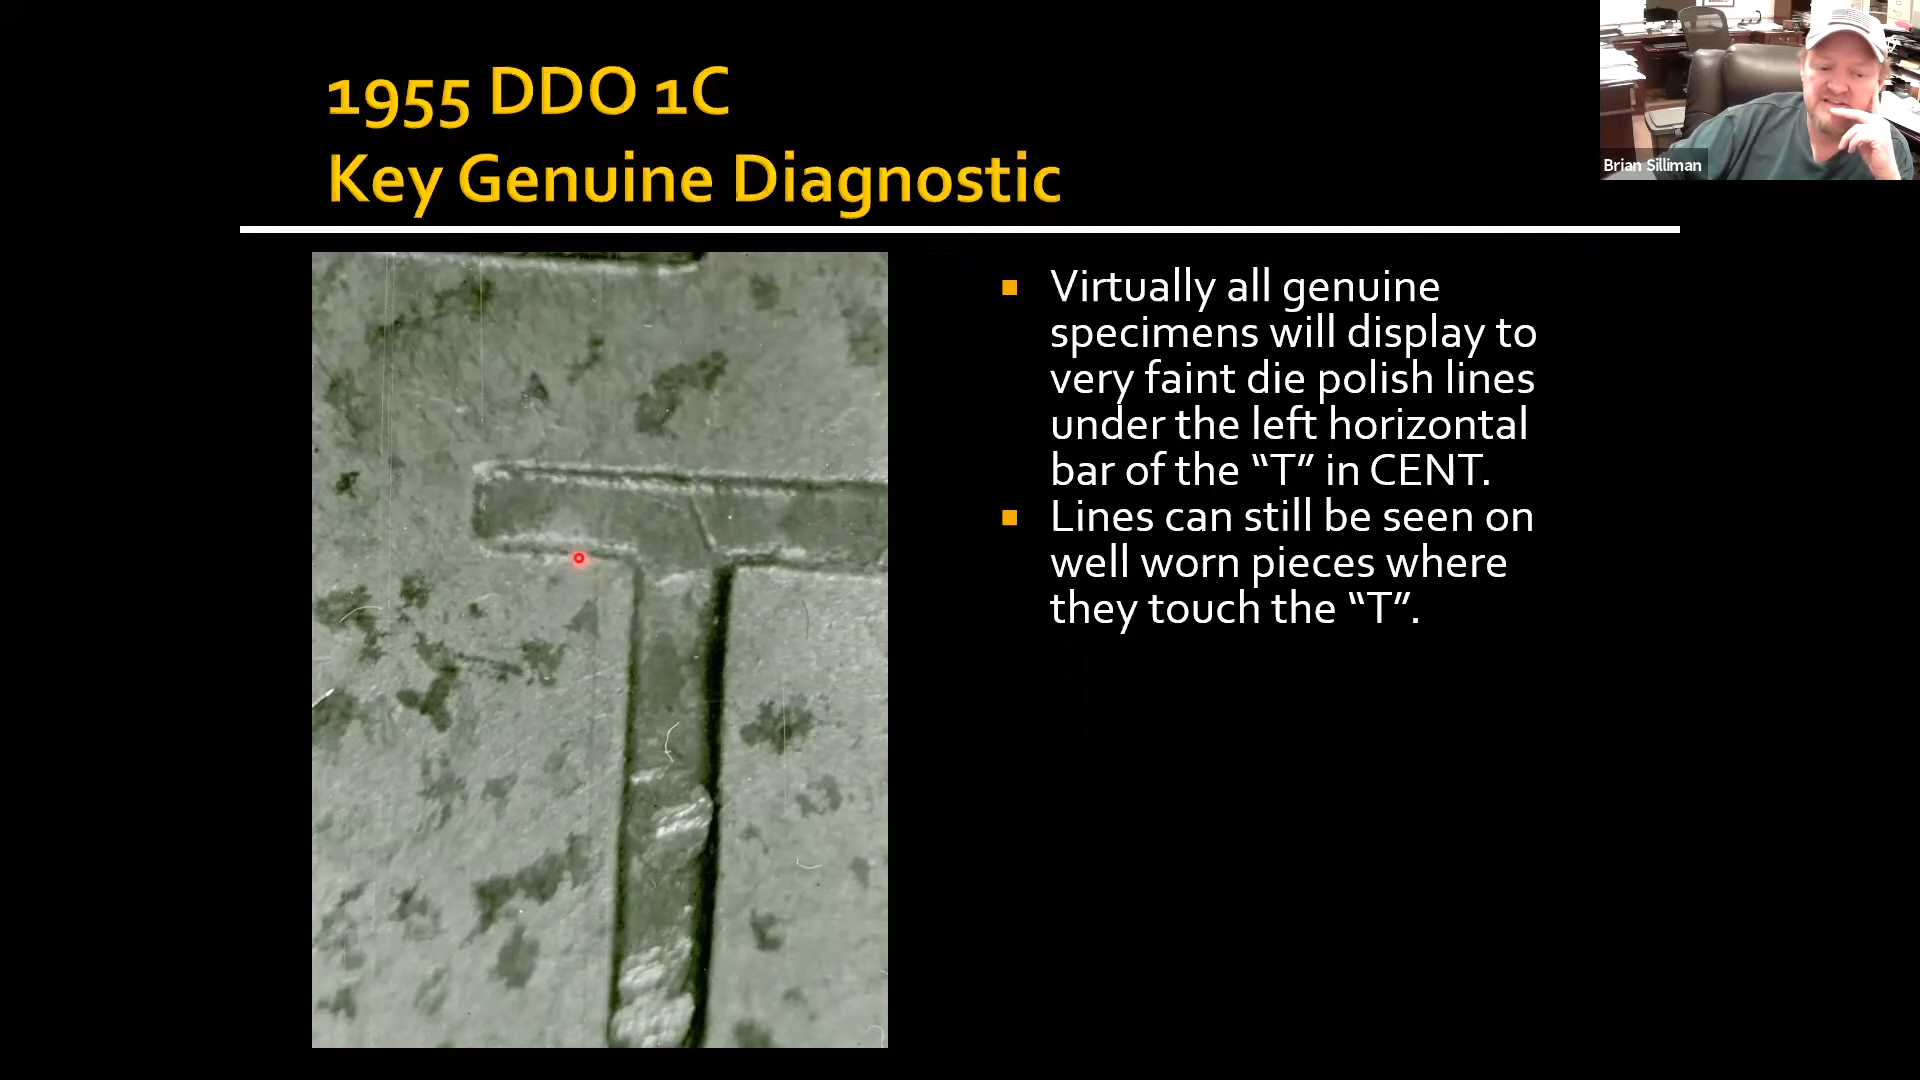 1955 DDO 1C
Key Genuine Diagnostic
Brian Silliman
▪ Virtually all genuine
specimens will display to
very faint die polish lines
under the left horizontal
bar of the “T” in CENT.
▪ Lines can still be seen on
well worn pieces where
they touch the “T”.